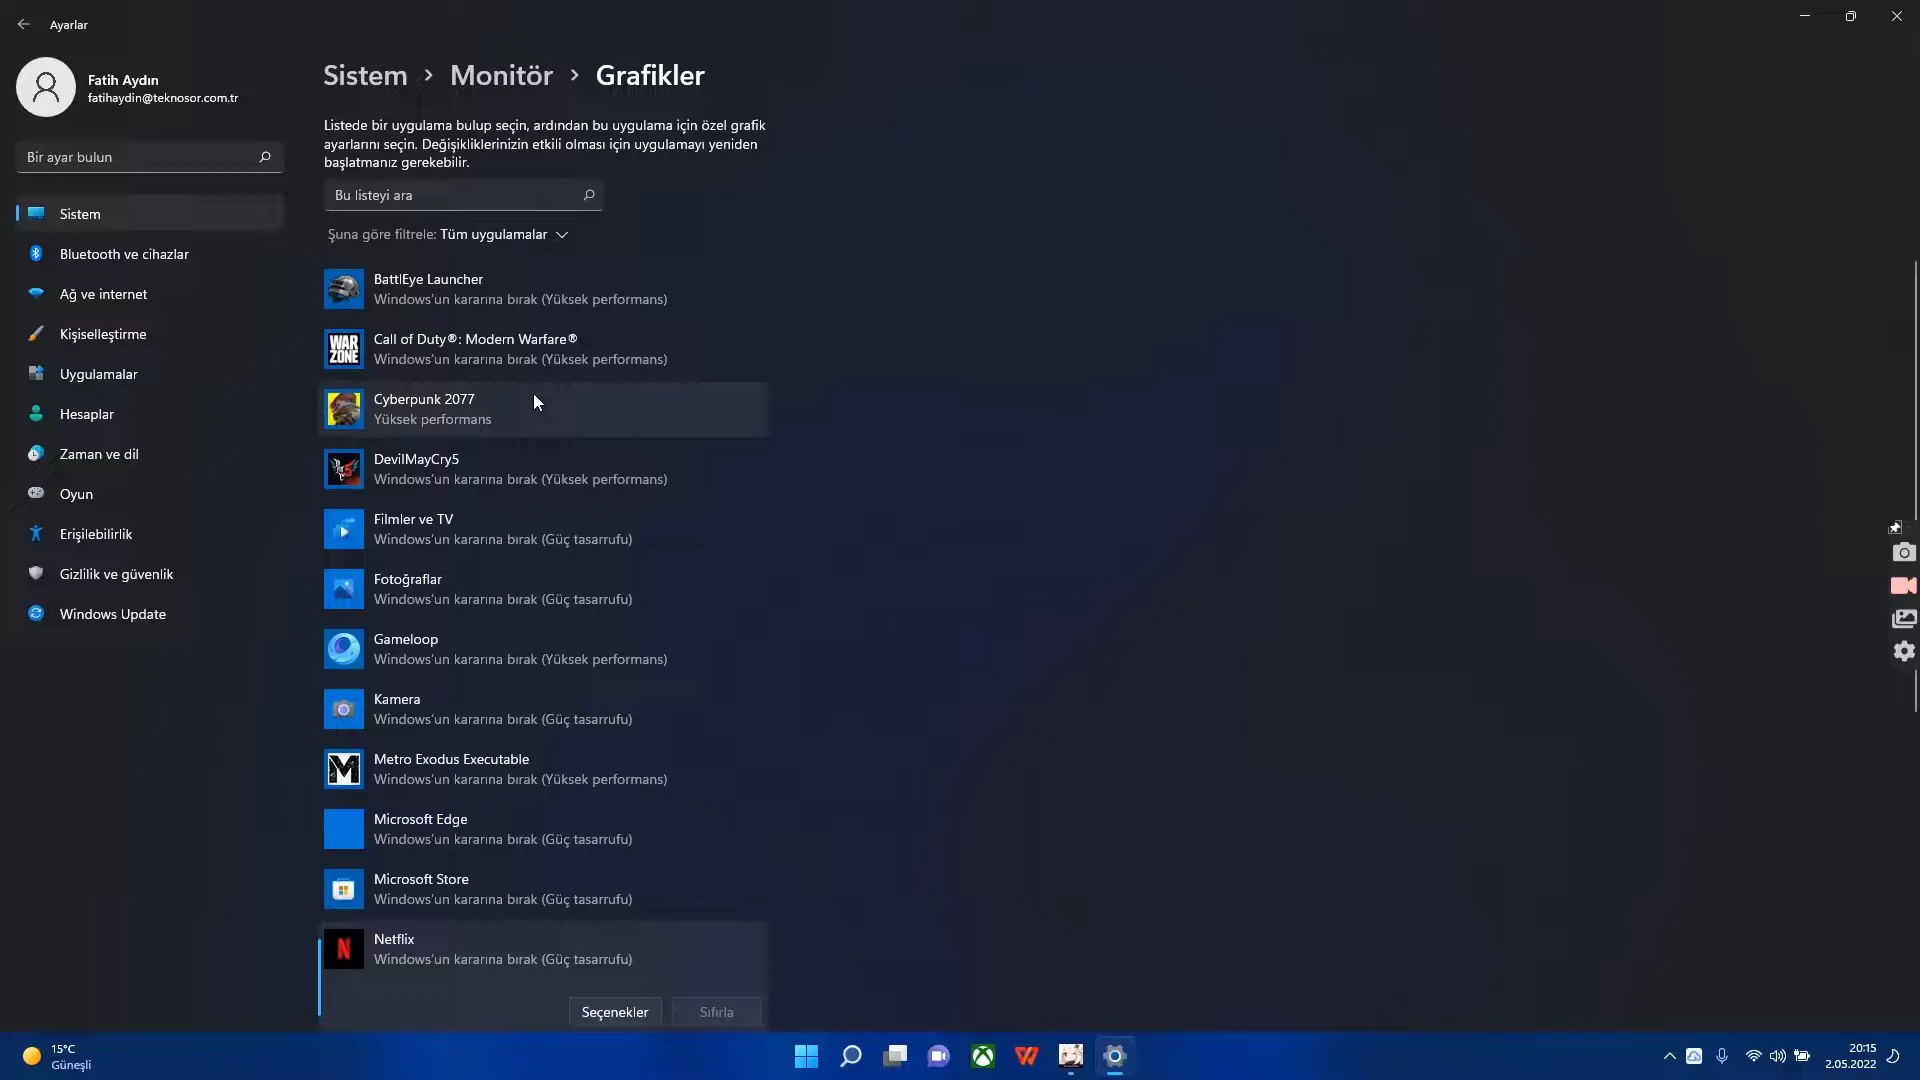 Ayarlar
Fatih Aydın
fatihaydin@teknosor.com.tr
Bir ayar bulun
Sistem
Bluetooth ve cihazlar
Ağ ve internet
Kişiselleştirme
Uygulamalar
Hesaplar
Zaman ve dil
Oyun
Erişilebilirlik
Gizlilik ve güvenlik
Windows Update
Sistem > Monitör > Grafikler
Listede bir uygulama bulup seçin, ardından bu uygulama için özel grafik
ayarlarını seçin. Değişikliklerinizin etkili olması için uygulamayı yeniden
başlatmanız gerekebilir.
Bu listeyi ara
Şuna göre filtrele: Tüm uygulamalar
BattlEye Launcher
Windows'un kararına bırak (Yüksek performans)
WAR
ZONE
Call of Duty®: Modern Warfare®
Windows'un kararına bırak (Yüksek performans)
Cyberpunk 2077
Yüksek performans
DevilMayCry5
Windows'un kararına bırak (Yüksek performans)
Filmler ve TV
Windows'un kararına bırak (Güç tasarrufu)
Fotoğraflar
Windows'un kararına bırak (Güç tasarrufu)
Gameloop
Windows'un kararına bırak (Yüksek performans)
Kamera
Windows'un kararına bırak (Güç tasarrufu)
Metro Exodus Executable
Windows'un kararına bırak (Yüksek performans)
Microsoft Edge
Windows'un kararına bırak (Güç tasarrufu)
Microsoft Store
Windows'un kararına bırak (Güç tasarrufu)
Netflix
Windows'un kararına bırak (Güç tasarrufu)
Seçenekler
Sıfırla
15°C
Güneşli
20:15
2.05.2022